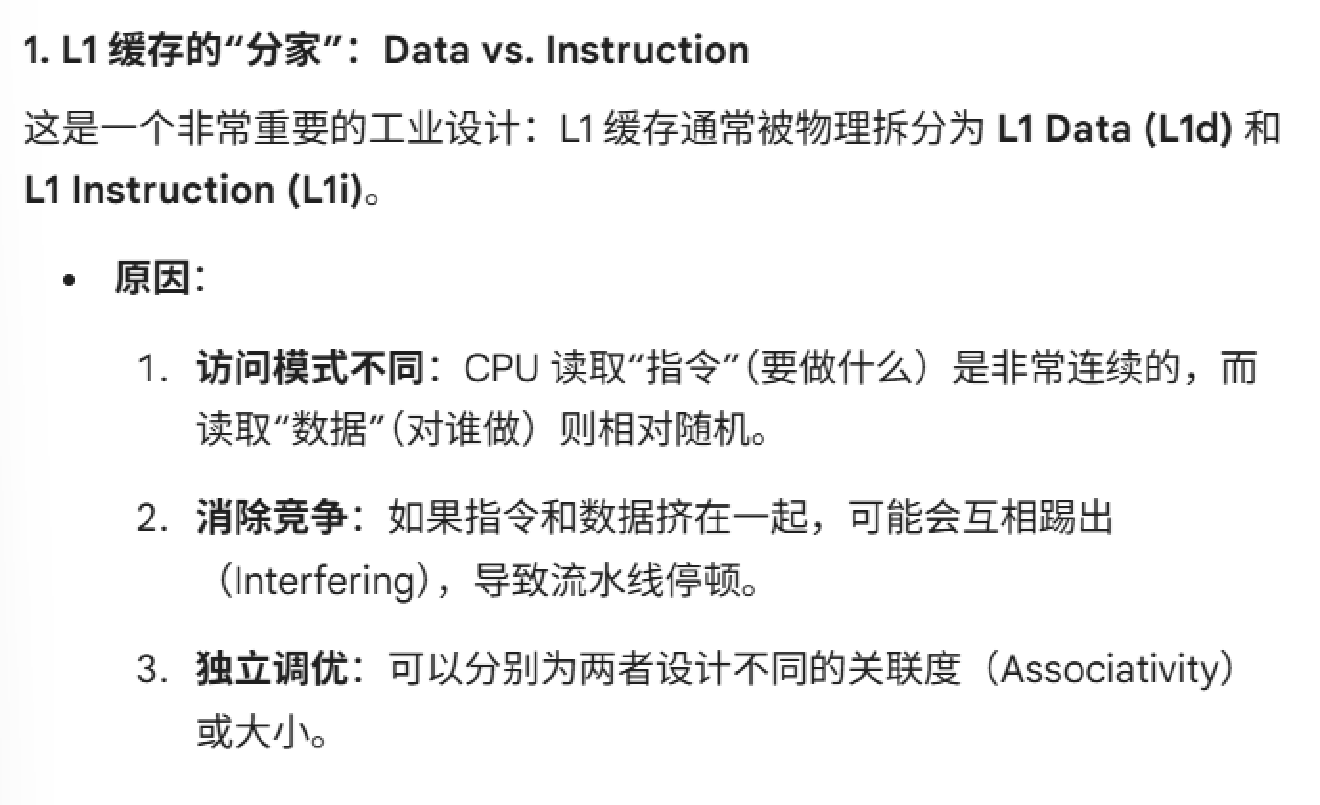 1. L1 缓存的“分家”：Data vs. Instruction
这是一个非常重要的工业设计：L1 缓存通常被物理拆分为 L1 Data (L1d) 和
L1 Instruction (L1i)。
• 原因：
1. 访问模式不同：CPU 读取“指令”（要做什么）是非常连续的，而
读取“数据”（对谁做）则相对随机。
2. 消除竞争：如果指令和数据挤在一起，可能会互相踢出
（Interfering），导致流水线停顿。
3. 独立调优：可以分别为两者设计不同的关联度（Associativity）
或大小。